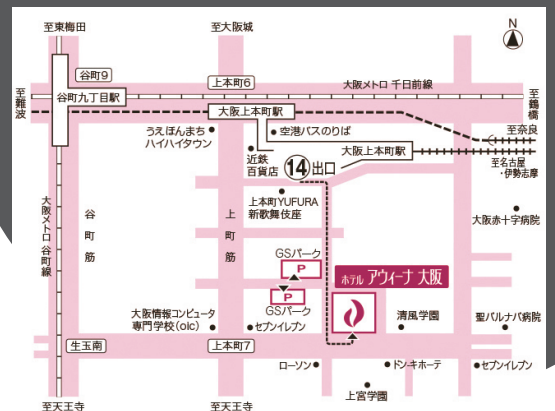 至東梅田
至大阪城
N
谷町9
上本町6
大阪メトロ 千日前線
至難波
谷町九丁目駅
大阪上本町駅
至鶴橋
うえほんまち
ハイハイタウン
空港バスのりば
至奈良
近鉄
百貨店
14出口
大阪上本町駅
至名古屋
・伊勢志摩
上本町YUFURA
新歌舞伎座
大阪赤十字病院
大阪メトロ 谷町線
谷町筋
上町筋
GSパーク
P
ホテル アウィーナ 大阪
P
GSパーク
大阪情報コンピュータ
専門学校(oic)
セブンイレブン
清風学園
聖バルナバ病院
生玉南
上本町7
ローソン
ドン・キホーテ
セブンイレブン
上宮学園
至天王寺
至天王寺